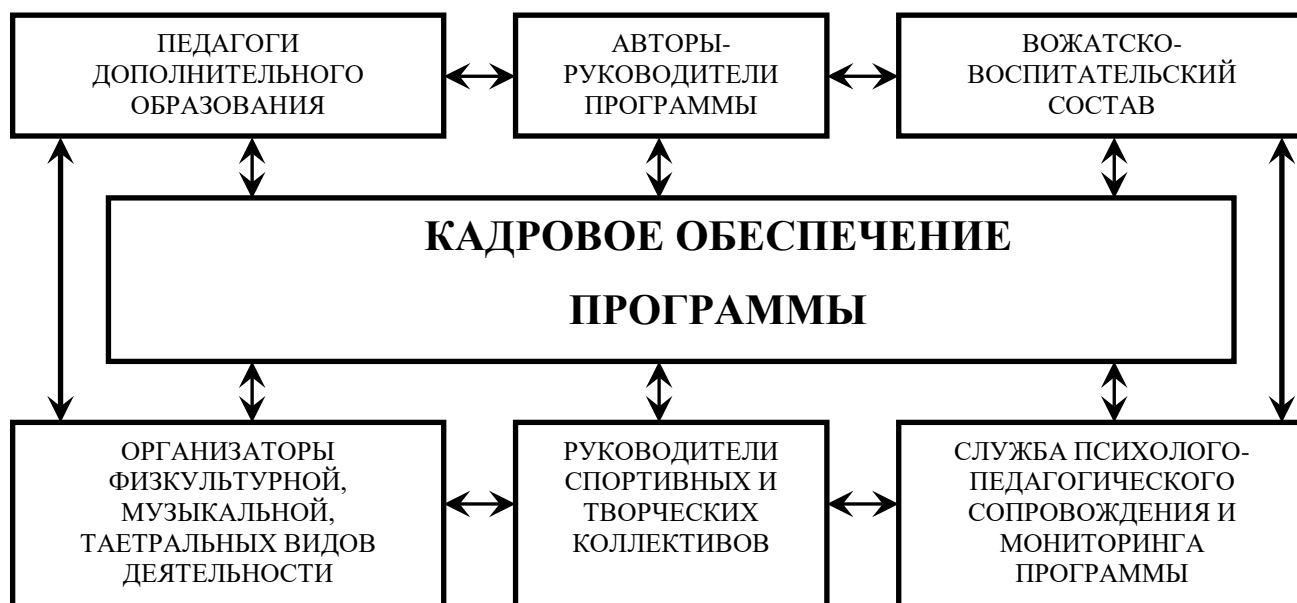 ПЕДАГОГИ
ДОПОЛНИТЕЛЬНОГО
ОБРАЗОВАНИЯ
АВТОРЫ-
РУКОВОДИТЕЛИ
ПРОГРАММЫ
ВОЖАТСКО-
ВОСПИТАТЕЛЬСКИЙ
СОСТАВ
КАДРОВОЕ ОБЕСПЕЧЕНИЕ
ПРОГРАММЫ
ОРГАНИЗАТОРЫ
ФИЗКУЛЬТУРНОЙ,
МУЗЫКАЛЬНОЙ,
ТАЕТРАЛЬНЫХ ВИДОВ
ДЕЯТЕЛЬНОСТИ
РУКОВОДИТЕЛИ
СПОРТИВНЫХ И
ТВОРЧЕСКИХ
КОЛЛЕКТИВОВ
СЛУЖБА ПСИХОЛОГО-
ПЕДАГОГИЧЕСКОГО
СОПРОВОЖДЕНИЯ И
МОНИТОРИНГА
ПРОГРАММЫ